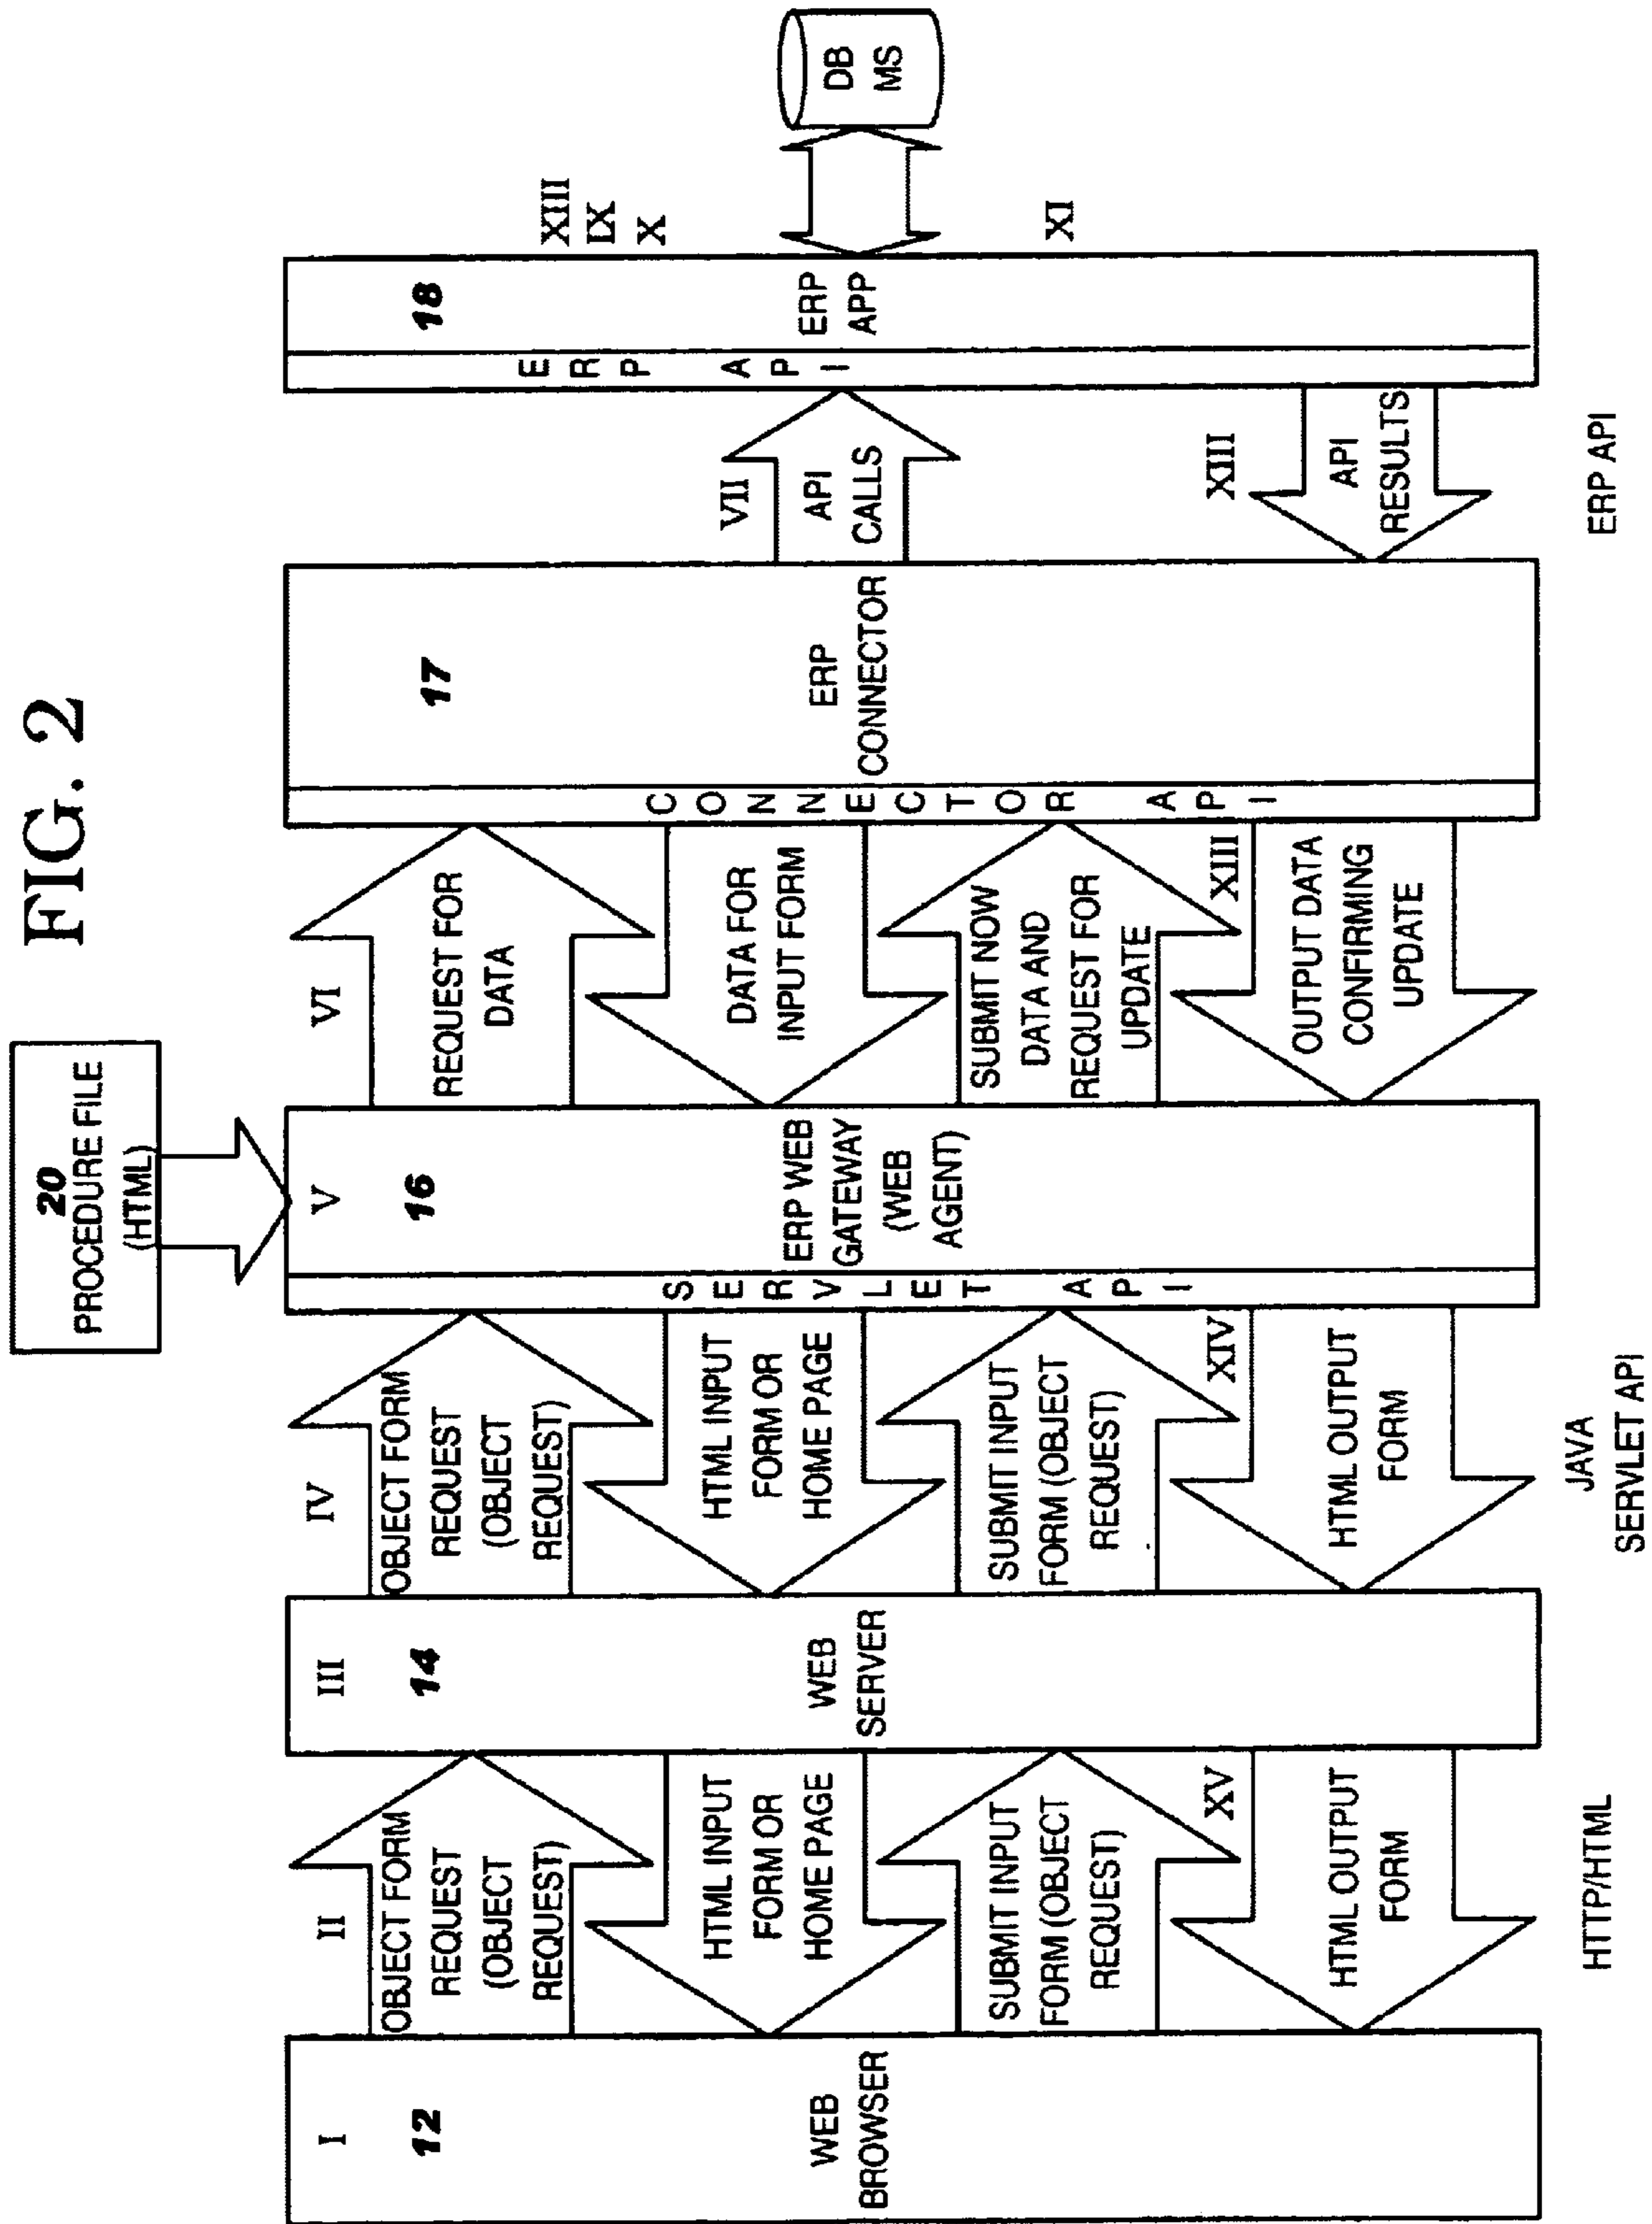 FIG. 2
20
PROCEDURE FILE
(HTML)
I
12
WEB
BROWSER
II
OBJECT FORM
REQUEST
(OBJECT
REQUEST)
HTML INPUT
FORM OR
HOME PAGE
SUBMIT INPUT
FORM (OBJECT
REQUEST)
XV
HTML OUTPUT
FORM
HTTP/HTML
III
14
WEB
SERVER
IV
OBJECT FORM
REQUEST
(OBJECT
REQUEST)
HTML INPUT
FORM OR
HOME PAGE
SUBMIT INPUT
FORM (OBJECT
REQUEST)
XIV
HTML OUTPUT
FORM
JAVA
SERVLET API
SERVLET API
V
16
ERP WEB
GATEWAY
(WEB
AGENT)
VI
REQUEST FOR
DATA
DATA FOR
INPUT FORM
SUBMIT NOW
DATA AND
REQUEST FOR
UPDATE
XIII
OUTPUT DATA
CONFIRMING
UPDATE
CONNECTOR API
17
ERP
CONNECTOR
VII
API
CALLS
XIII
API
RESULTS
ERP API
ERP API
18
ERP
APP
XIII
IX
X
XI
DB
MS